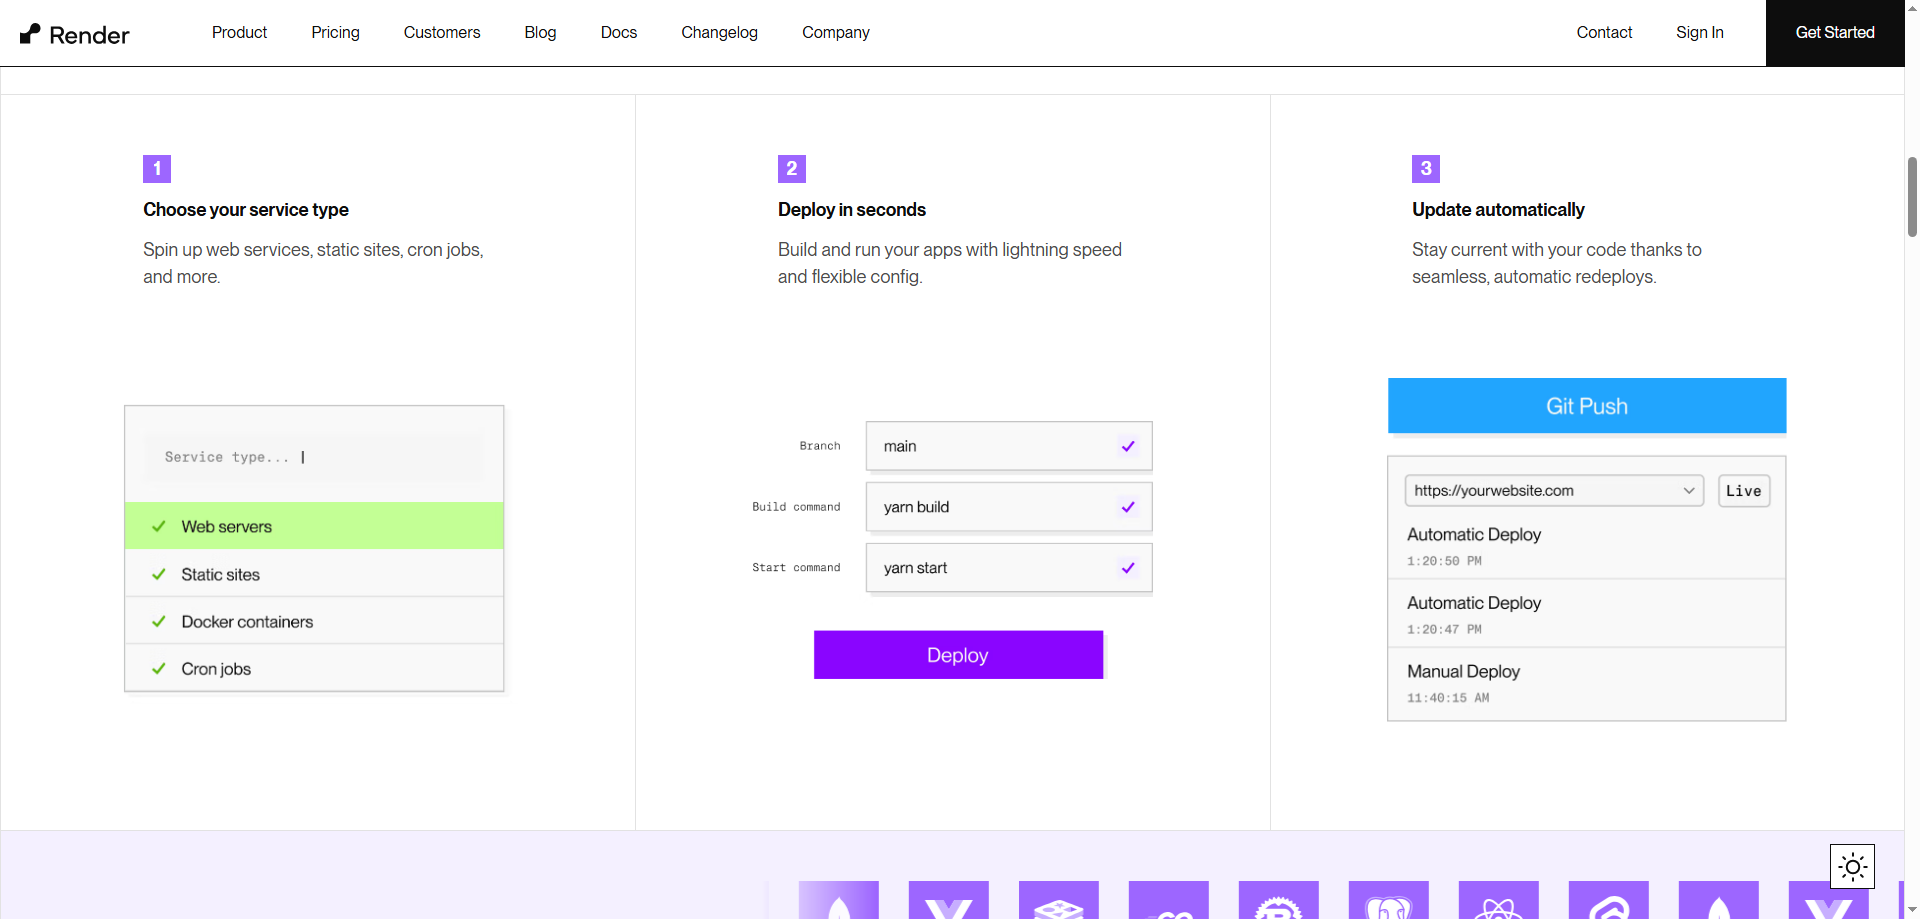 Render
Product
Pricing
Customers
Blog
Docs
Changelog
Company
Contact
Sign In
Get Started
1
Choose your service type
Spin up web services, static sites, cron jobs,
and more.
Service type...
Web servers
Static sites
Docker containers
Cron jobs
2
Deploy in seconds
Build and run your apps with lightning speed
and flexible config.
Branch
main
Build command
yarn build
Start command
yarn start
Deploy
3
Update automatically
Stay current with your code thanks to
seamless, automatic redeploys.
Git Push
https://yourwebsite.com
Live
Automatic Deploy
1:20:50 PM
Automatic Deploy
1:20:47 PM
Manual Deploy
11:40:15 AM